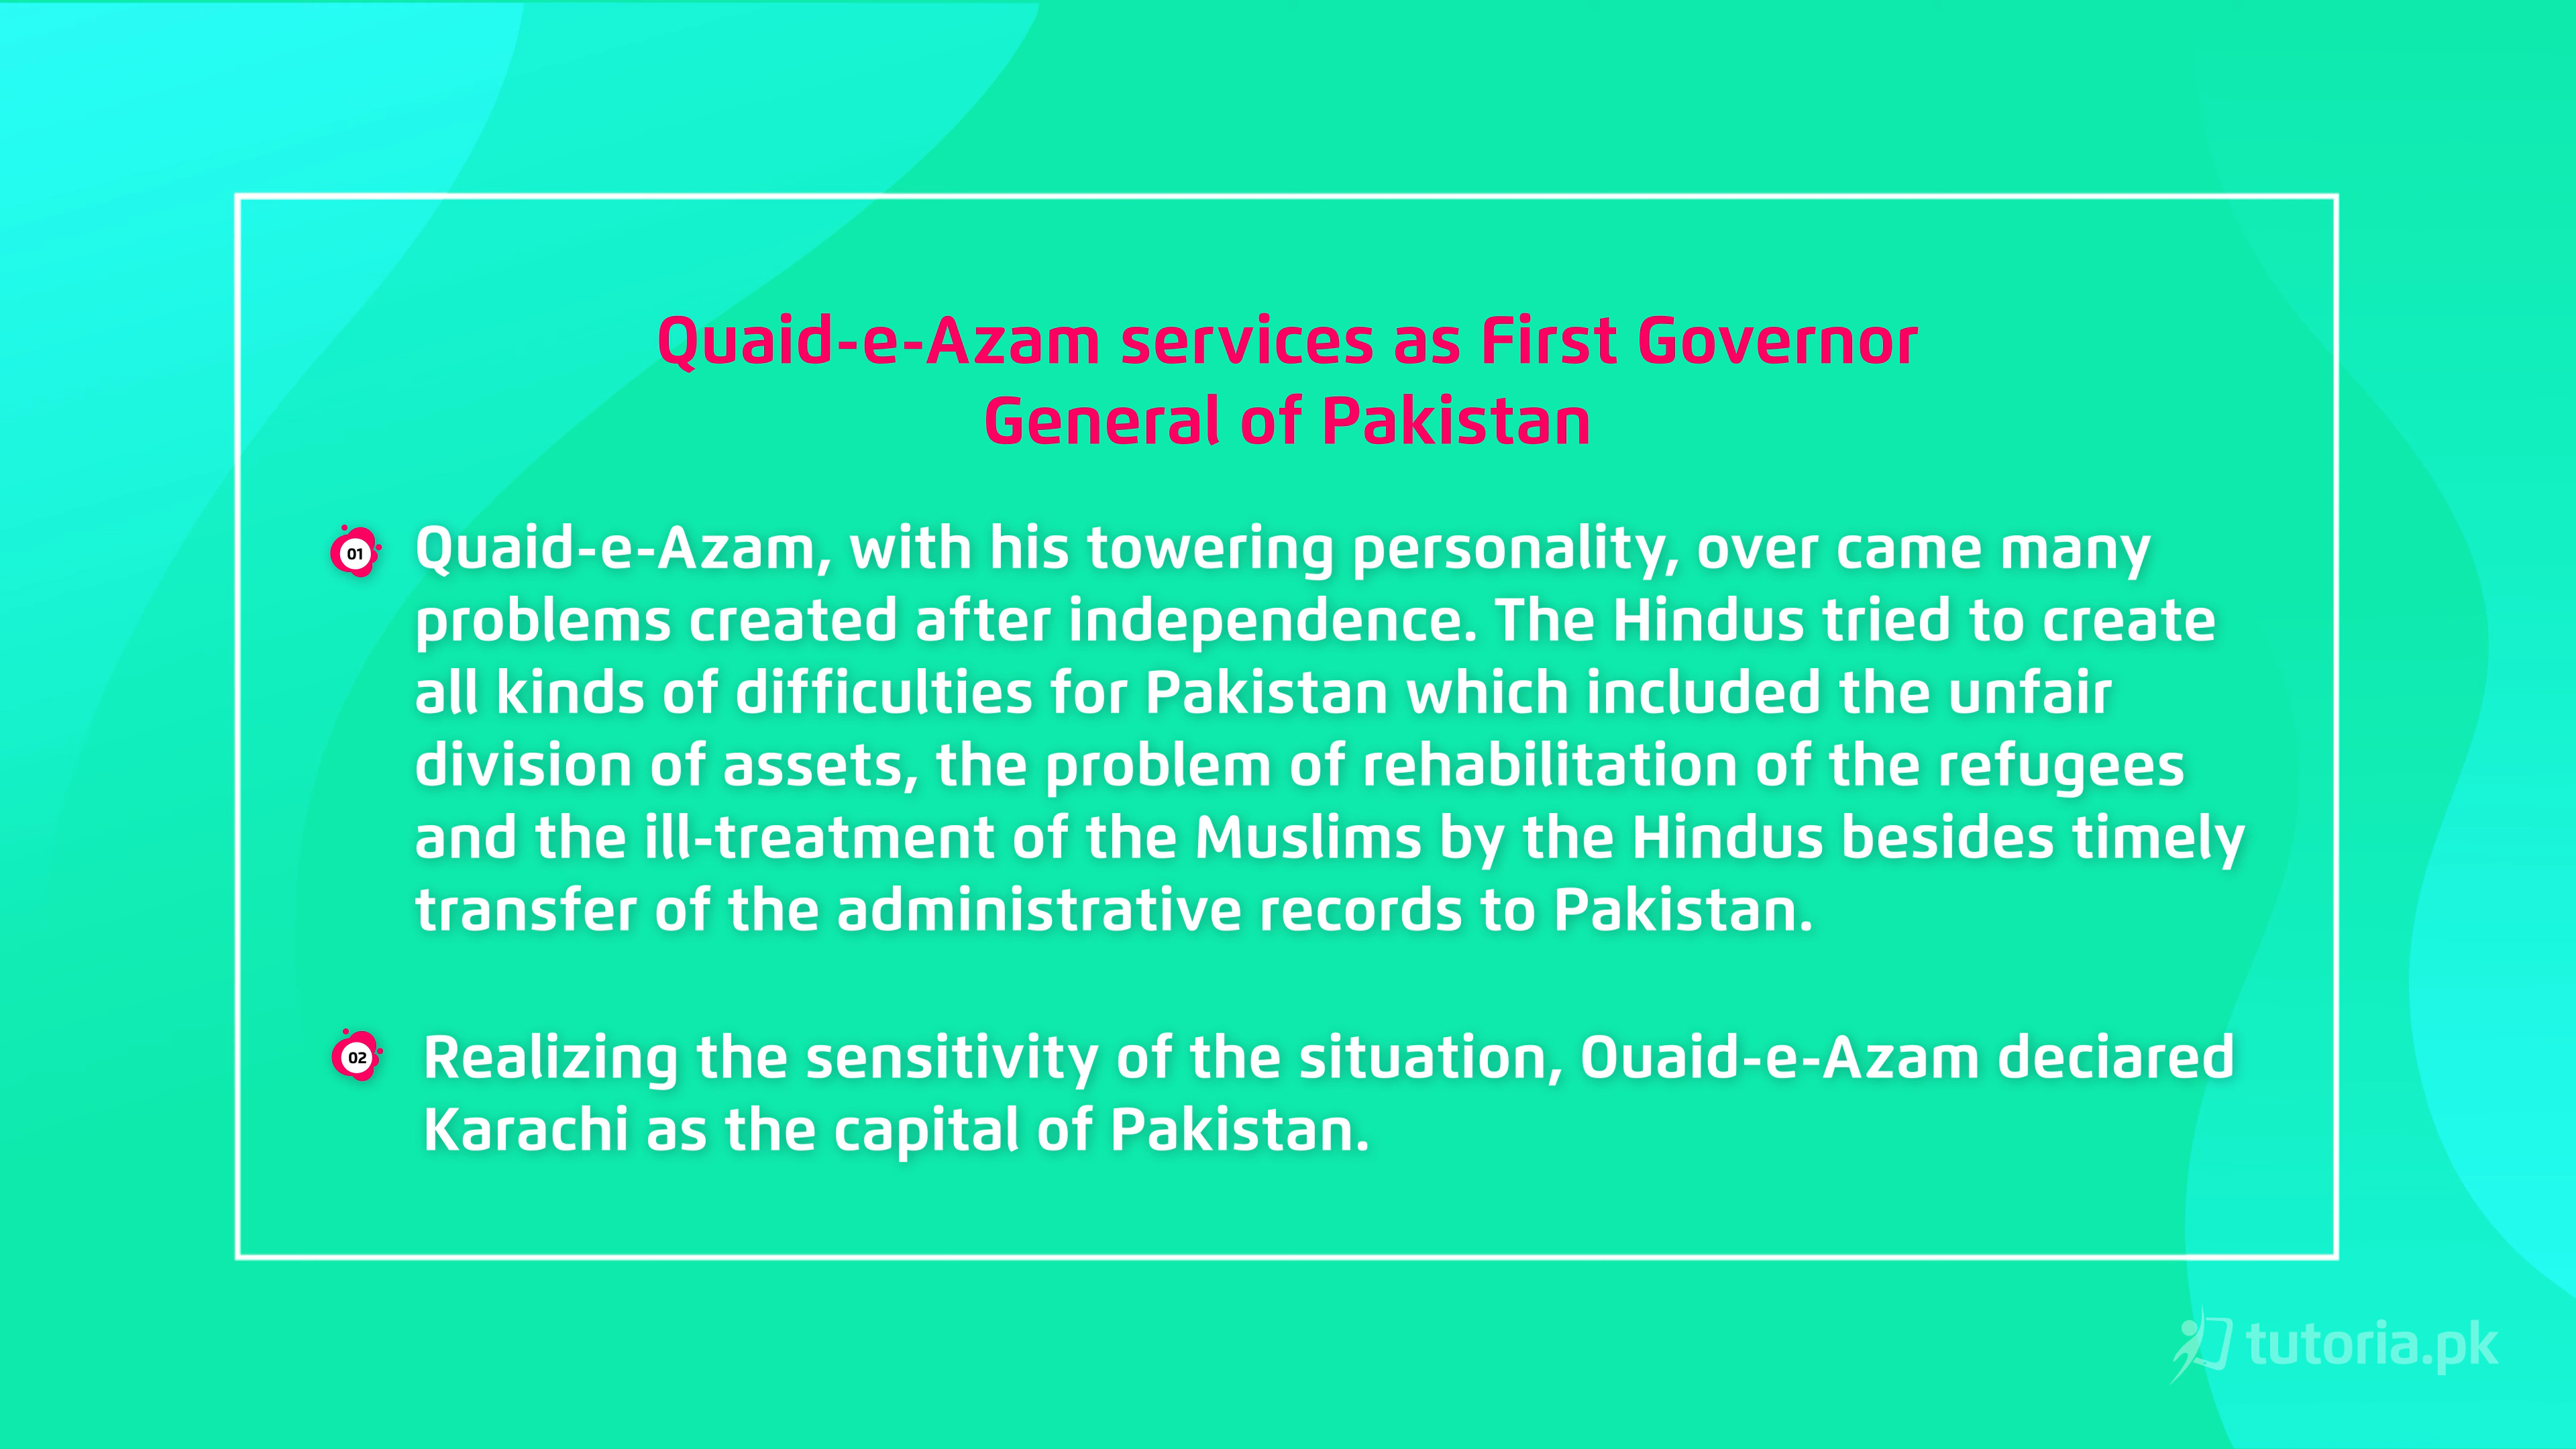 Quaid-e-Azam services as First Governor
General of Pakistan
01
Quaid-e-Azam, with his towering personality, over came many
problems created after independence. The Hindus tried to create
all kinds of difficulties for Pakistan which included the unfair
division of assets, the problem of rehabilitation of the refugees
and the ill-treatment of the Muslims by the Hindus besides timely
transfer of the administrative records to Pakistan.
02
Realizing the sensitivity of the situation, Ouaid-e-Azam deciared
Karachi as the capital of Pakistan.
tutoria.pk